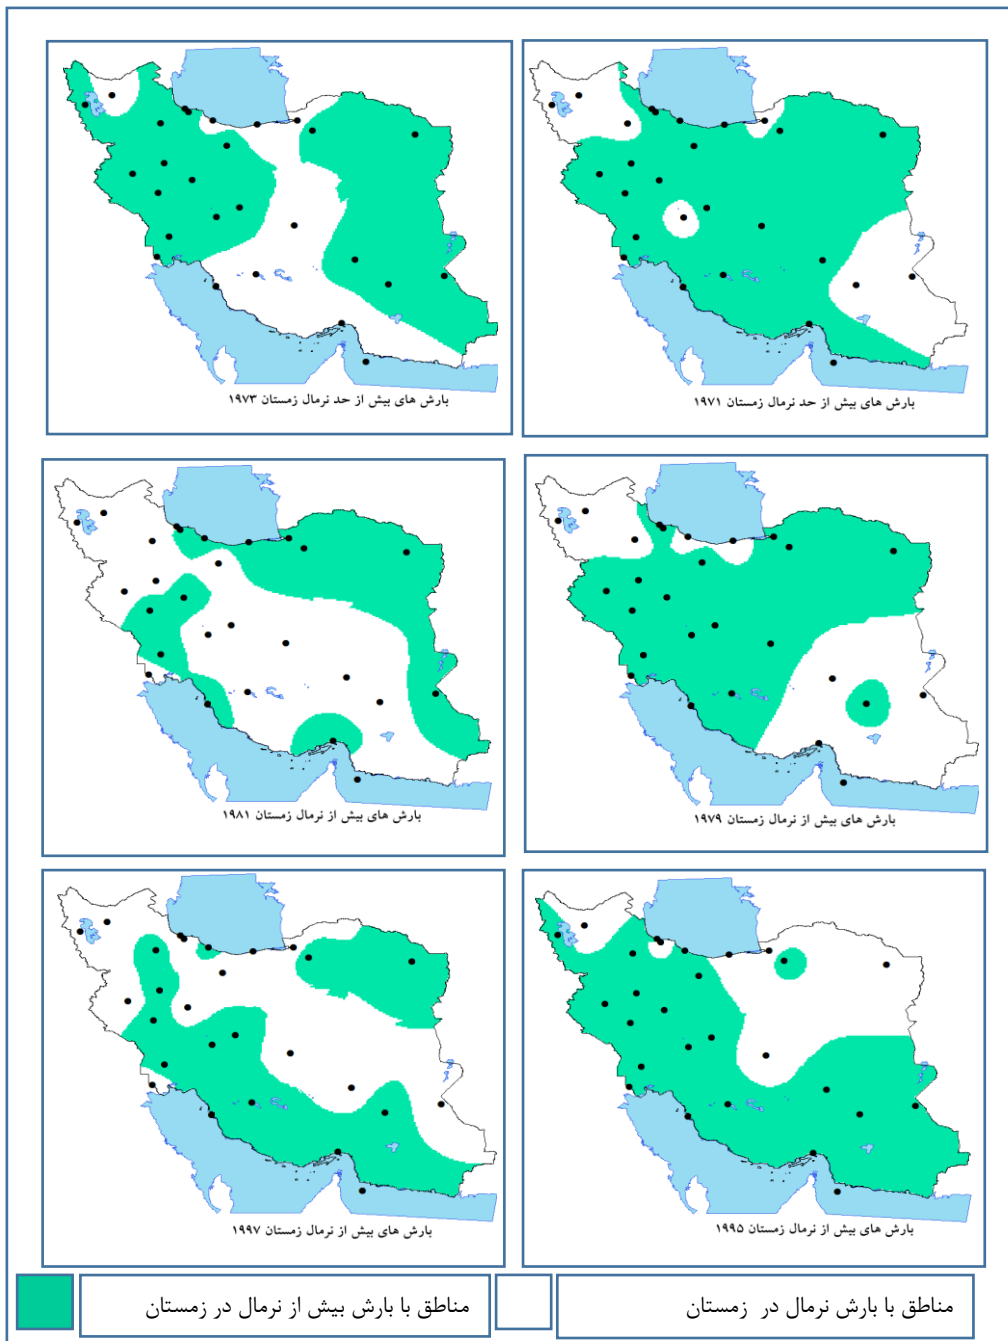 بارش های بیش از حد نرمال زمستان ۱۹۷۱
بارش های بیش از حد نرمال زمستان ۱۹۷۳
بارش های بیش از نرمال زمستان ۱۹۷۹
بارش های بیش از نرمال زمستان ۱۹۸۱
بارش های بیش از نرمال زمستان ۱۹۹۵
بارش های بیش از نرمال زمستان ۱۹۹۷
مناطق با بارش نرمال در زمستان
مناطق با بارش بیش از نرمال در زمستان